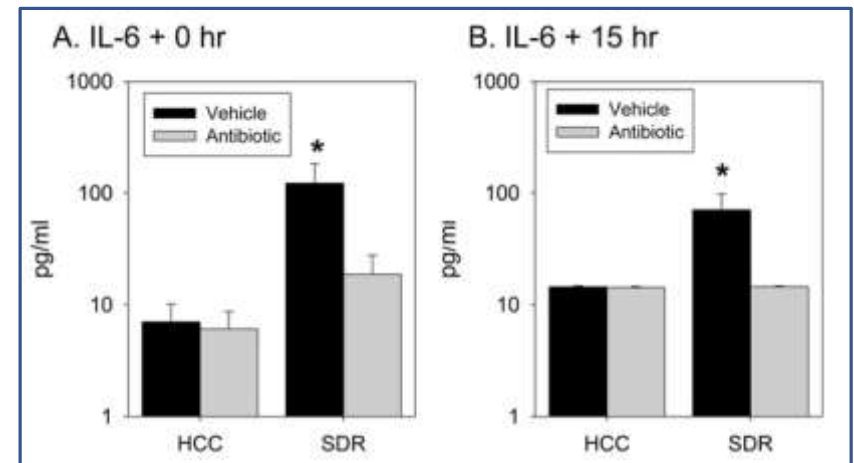 A. IL-6 + 0 hr
1000
100
10
1
pg/ml
Vehicle
Antibiotic
*
HCC
SDR
B. IL-6 + 15 hr
1000
100
10
1
pg/ml
Vehicle
Antibiotic
*
HCC
SDR